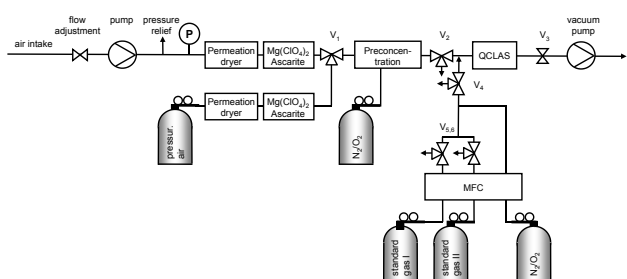 air intake
flow
adjustment
pump
pressure
relief
P
Permeation
dryer
Mg(ClO₄)₂
Ascarite
V₁
Preconcen-
tration
V₂
QCLAS
V₃
vacuum
pump
V₄
pressur.
air
Permeation
dryer
Mg(ClO₄)₂
Ascarite
N₂/O₂
V₅,₆
MFC
standard
gas I
standard
gas II
N₂/O₂